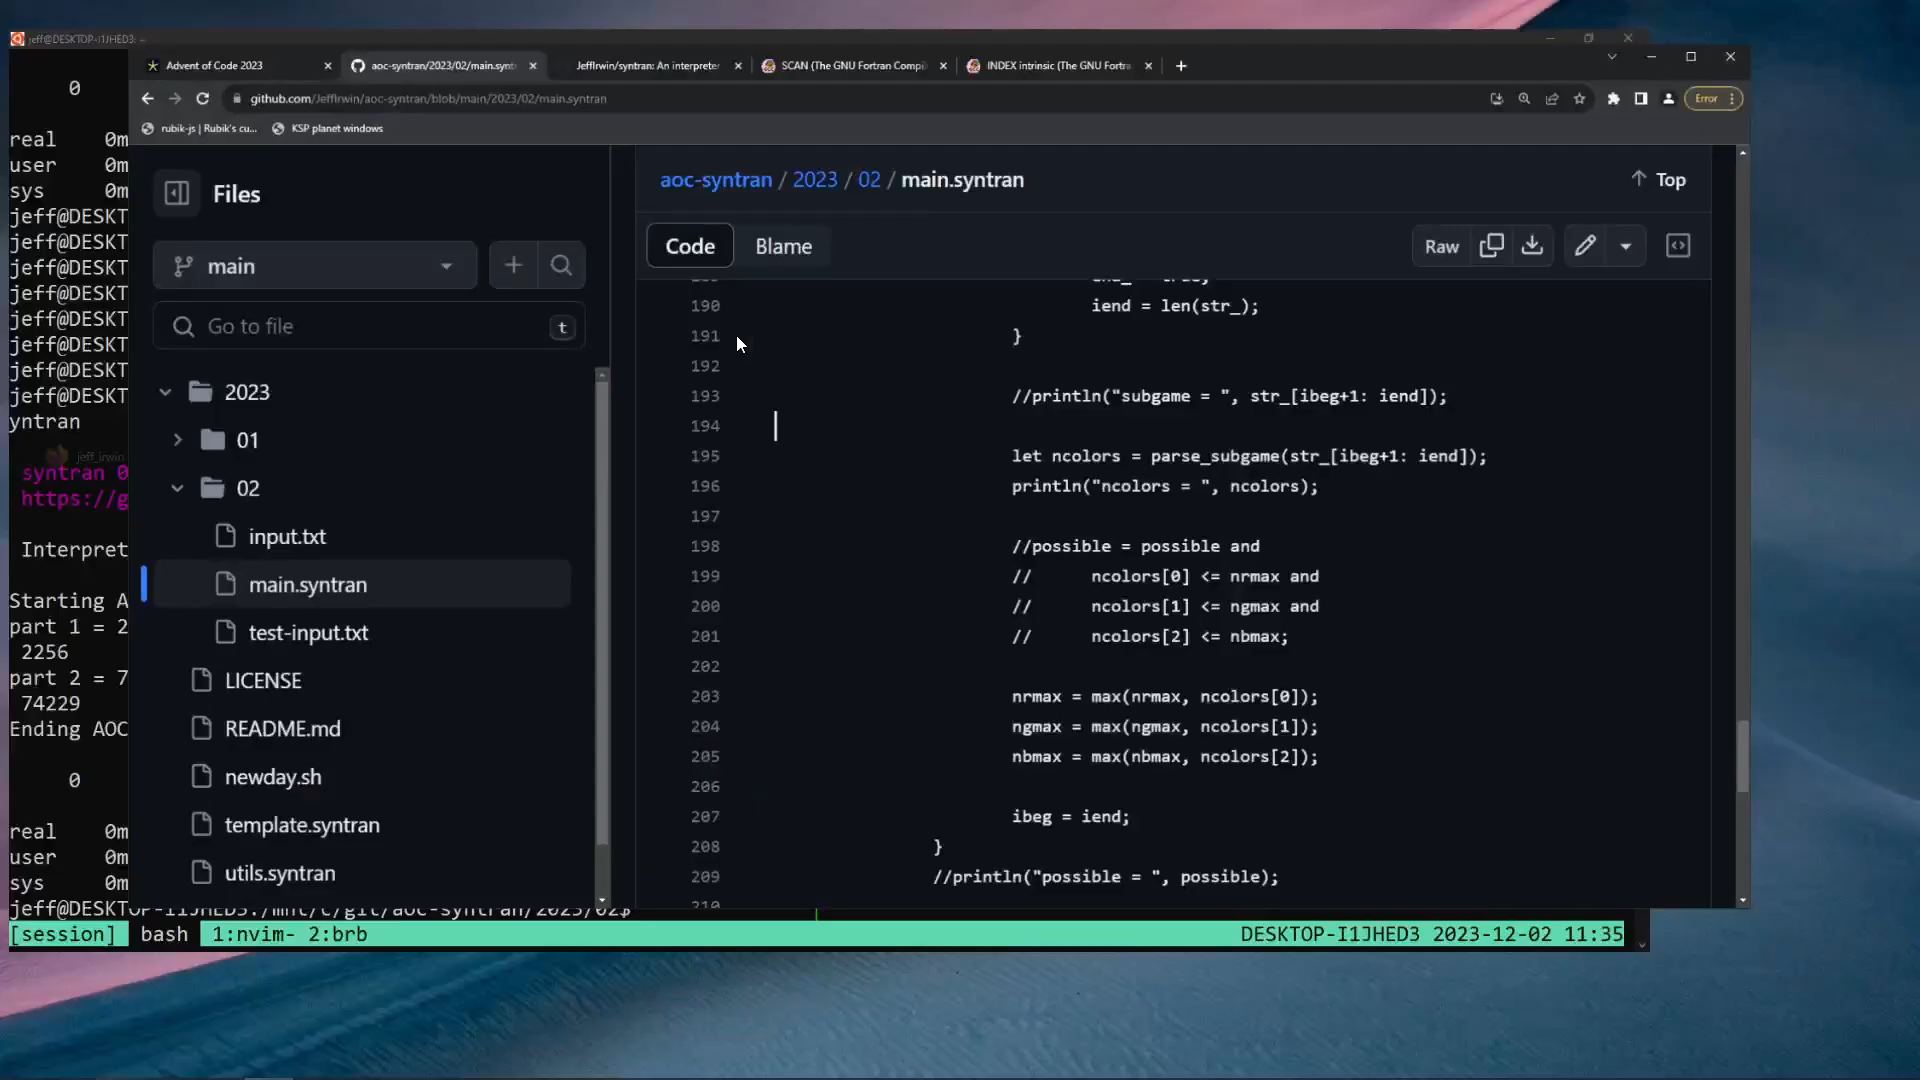 jeff@DESKTOP-I1JHED3: ~
Advent of Code 2023
aoc-syntran/2023/02/main.synt
JeffIrwin/syntran: An interprete
SCAN (The GNU Fortran Compil
INDEX intrinsic (The GNU Fortra
github.com/JeffIrwin/aoc-syntran/blob/main/2023/02/main.syntran
Error
rubik-js | Rubik's cu...
KSP planet windows
0
real 0m
user 0m
sys 0m
jeff@DESKT
jeff@DESKT
jeff@DESKT
jeff@DESKT
jeff@DESKT
jeff@DESKT
jeff@DESKT
jeff@DESKT
yntran
jeff_irwin
syntran 0
https://g
Interpret
Starting A
part 1 = 2
2256
part 2 = 7
74229
Ending AOC
0
real 0m
user 0m
sys 0m
jeff@DESKTOP-I1JHED3:/mnt/c/git/aoc-syntran/2023/02$
[session] bash 1:nvim- 2:brb
DESKTOP-I1JHED3 2023-12-02 11:35
Files
main
Go to file
t
2023
01
02
input.txt
main.syntran
test-input.txt
LICENSE
README.md
newday.sh
template.syntran
utils.syntran
aoc-syntran / 2023 / 02 / main.syntran
Top
Code
Blame
Raw
190 iend = len(str_);
191 }
192
193 //println("subgame = ", str_[ibeg+1: iend]);
194
195 let ncolors = parse_subgame(str_[ibeg+1: iend]);
196 println("ncolors = ", ncolors);
197
198 //possible = possible and
199 // ncolors[0] <= nrmax and
200 // ncolors[1] <= ngmax and
201 // ncolors[2] <= nbmax;
202
203 nrmax = max(nrmax, ncolors[0]);
204 ngmax = max(ngmax, ncolors[1]);
205 nbmax = max(nbmax, ncolors[2]);
206
207 ibeg = iend;
208 }
209 //println("possible = ", possible);
210